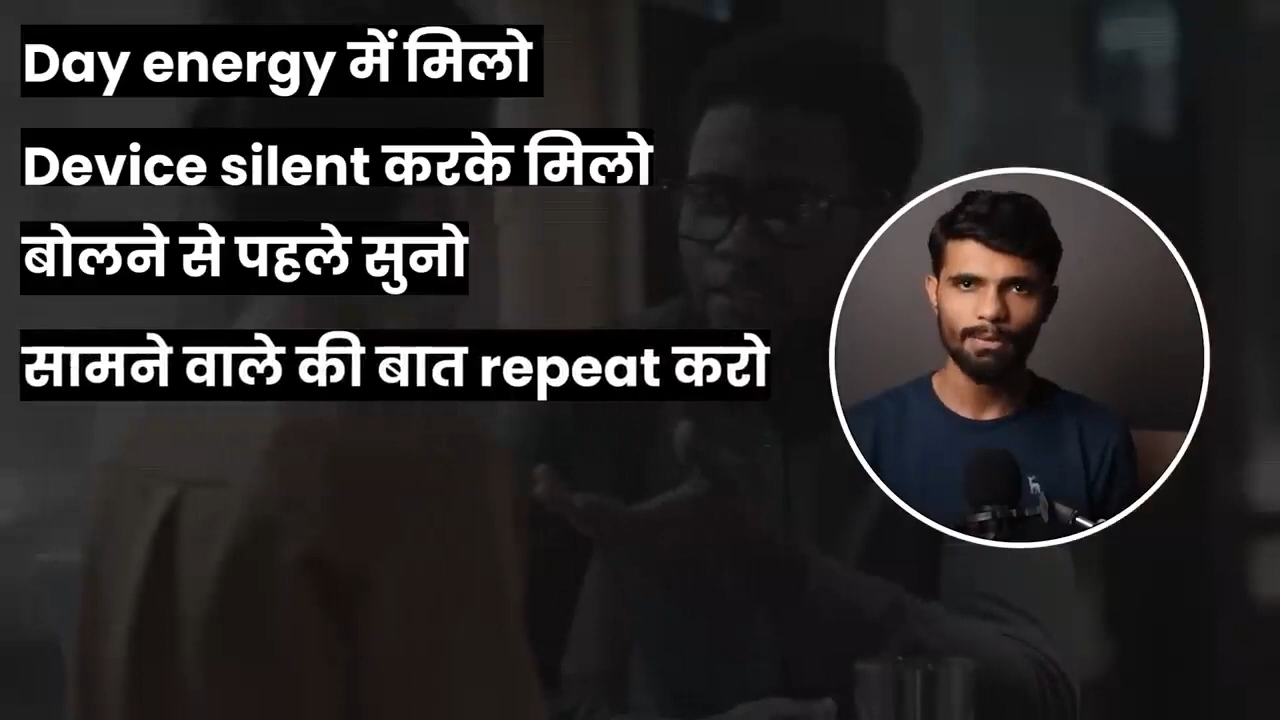 Day energy में मिलो
Device silent करके मिलो
बोलने से पहले सुनो
सामने वाले की बात repeat करो